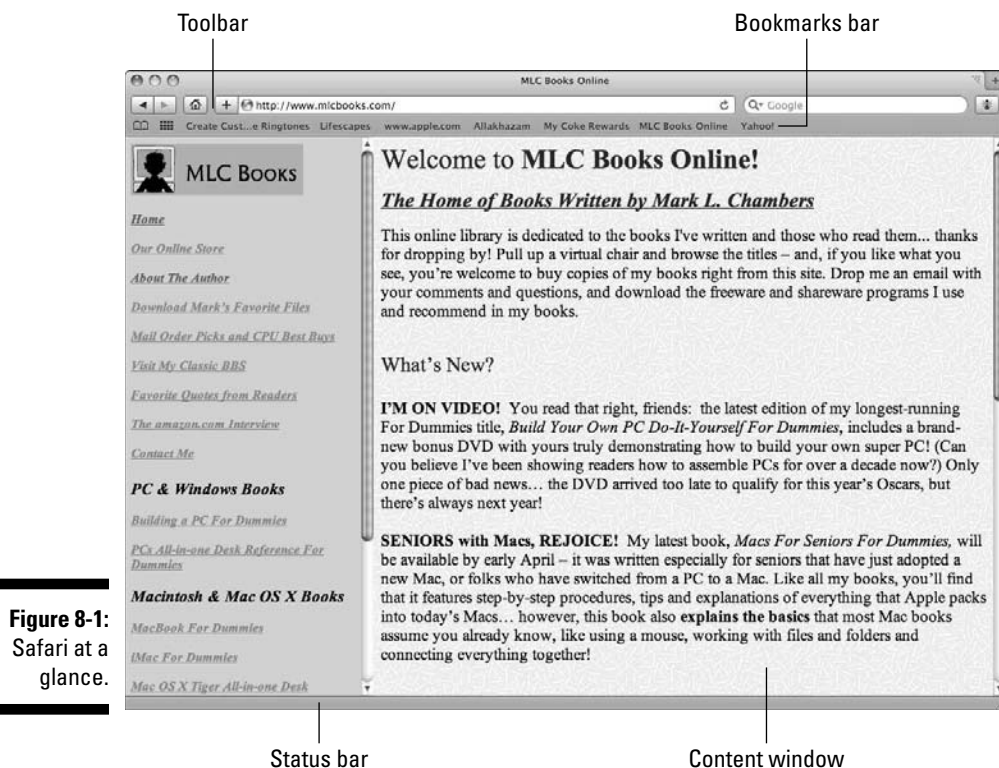 Toolbar
Bookmarks bar
MLC Books Online
http://www.mlcbooks.com/
Google
Create Cust...e Ringtones Lifescapes www.apple.com Allakhazam My Coke Rewards MLC Books Online Yahoo!
MLC BOOKS
Home
Our Online Store
About The Author
Download Mark's Favorite Files
Mail Order Picks and CPU Best Buys
Visit My Classic BBS
Favorite Quotes from Readers
The amazon.com Interview
Contact Me
PC & Windows Books
Building a PC For Dummies
PCs All-in-one Desk Reference For
Dummies
Macintosh & Mac OS X Books
MacBook For Dummies
iMac For Dummies
Mac OS X Tiger All-in-one Desk
Welcome to MLC Books Online!
The Home of Books Written by Mark L. Chambers
This online library is dedicated to the books I've written and those who read them... thanks
for dropping by! Pull up a virtual chair and browse the titles – and, if you like what you
see, you're welcome to buy copies of my books right from this site. Drop me an email with
your comments and questions, and download the freeware and shareware programs I use
and recommend in my books.
What's New?
I'M ON VIDEO! You read that right, friends: the latest edition of my longest-running
For Dummies title, Build Your Own PC Do-It-Yourself For Dummies, includes a brand-
new bonus DVD with yours truly demonstrating how to build your own super PC! (Can
you believe I've been showing readers how to assemble PCs for over a decade now?) Only
one piece of bad news… the DVD arrived too late to qualify for this year's Oscars, but
there's always next year!
SENIORS with Macs, REJOICE! My latest book, Macs For Seniors For Dummies, will
be available by early April – it was written especially for seniors that have just adopted a
new Mac, or folks who have switched from a PC to a Mac. Like all my books, you'll find
that it features step-by-step procedures, tips and explanations of everything that Apple packs
into today's Macs… however, this book also explains the basics that most Mac books
assume you already know, like using a mouse, working with files and folders and
connecting everything together!
Figure 8-1:
Safari at a
glance.
Status bar
Content window